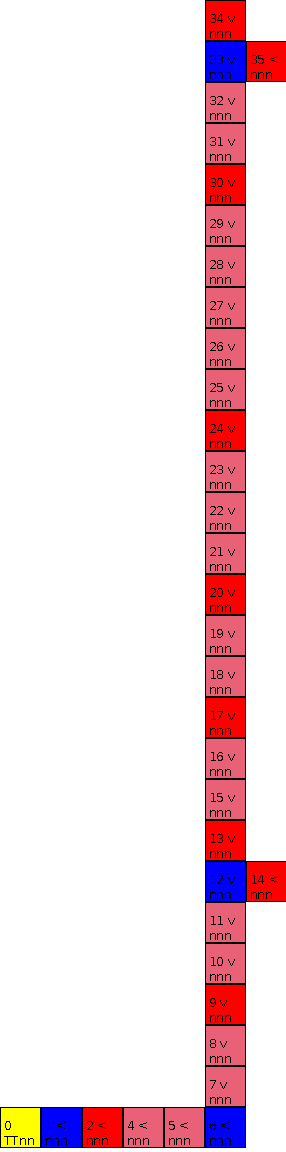 34 v
nnn
33 v
nnn
35 <
nnn
32 v
nnn
31 v
nnn
30 v
nnn
29 v
nnn
28 v
nnn
27 v
nnn
26 v
nnn
25 v
nnn
24 v
nnn
23 v
nnn
22 v
nnn
21 v
nnn
20 v
nnn
19 v
nnn
18 v
nnn
17 v
nnn
16 v
nnn
15 v
nnn
13 v
nnn
12 v
nnn
14 <
nnn
11 v
nnn
10 v
nnn
9 v
nnn
8 v
nnn
7 v
nnn
0
TTnn
1 <
nnn
2 <
nnn
4 <
nnn
5 <
nnn
6 <
nnn